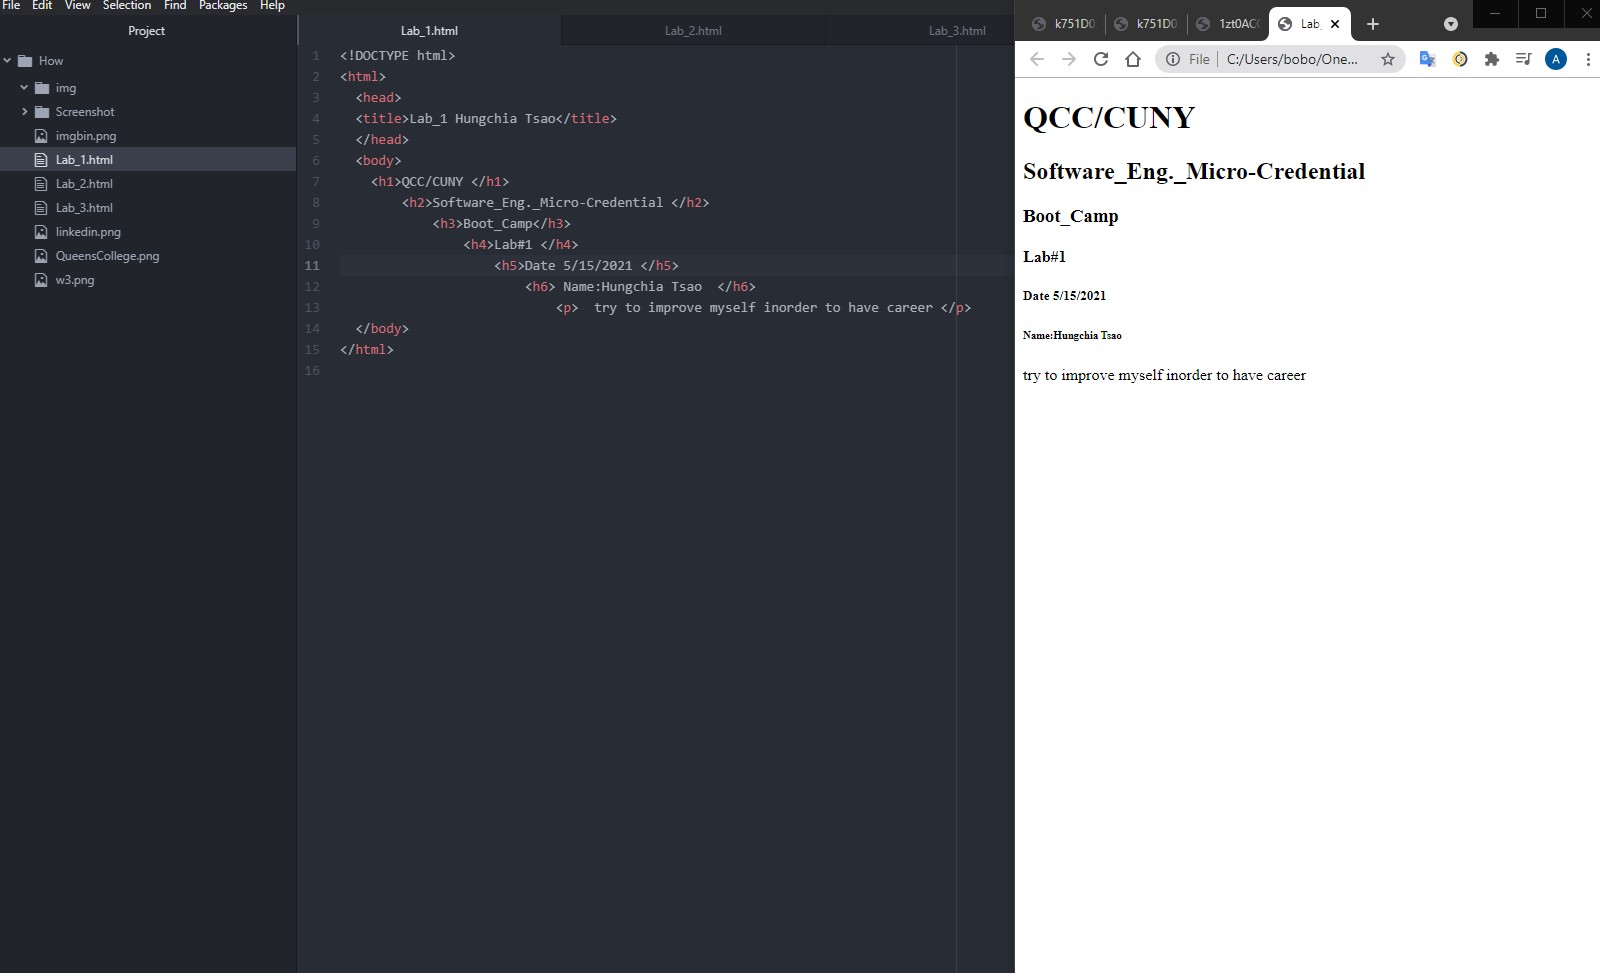 File Edit View Selection Find Packages Help
Project
How
img
Screenshot
imgbin.png
Lab_1.html
Lab_2.html
Lab_3.html
linkedin.png
QueensCollege.png
w3.png
Lab_1.html Lab_2.html Lab_3.html
1 <!DOCTYPE html>
2 <html>
3 <head>
4 <title>Lab_1 Hungchia Tsao</title>
5 </head>
6 <body>
7 <h1>QCC/CUNY </h1>
8 <h2>Software_Eng._Micro-Credential </h2>
9 <h3>Boot_Camp</h3>
10 <h4>Lab#1 </h4>
11 <h5>Date 5/15/2021 </h5>
12 <h6> Name:Hungchia Tsao  </h6>
13 <p>  try to improve myself inorder to have career </p>
14 </body>
15 </html>
16
k751D0 k751D0 1zt0AC Lab_
File C:/Users/bobo/One... A
QCC/CUNY
Software_Eng._Micro-Credential
Boot_Camp
Lab#1
Date 5/15/2021
Name:Hungchia Tsao
try to improve myself inorder to have career